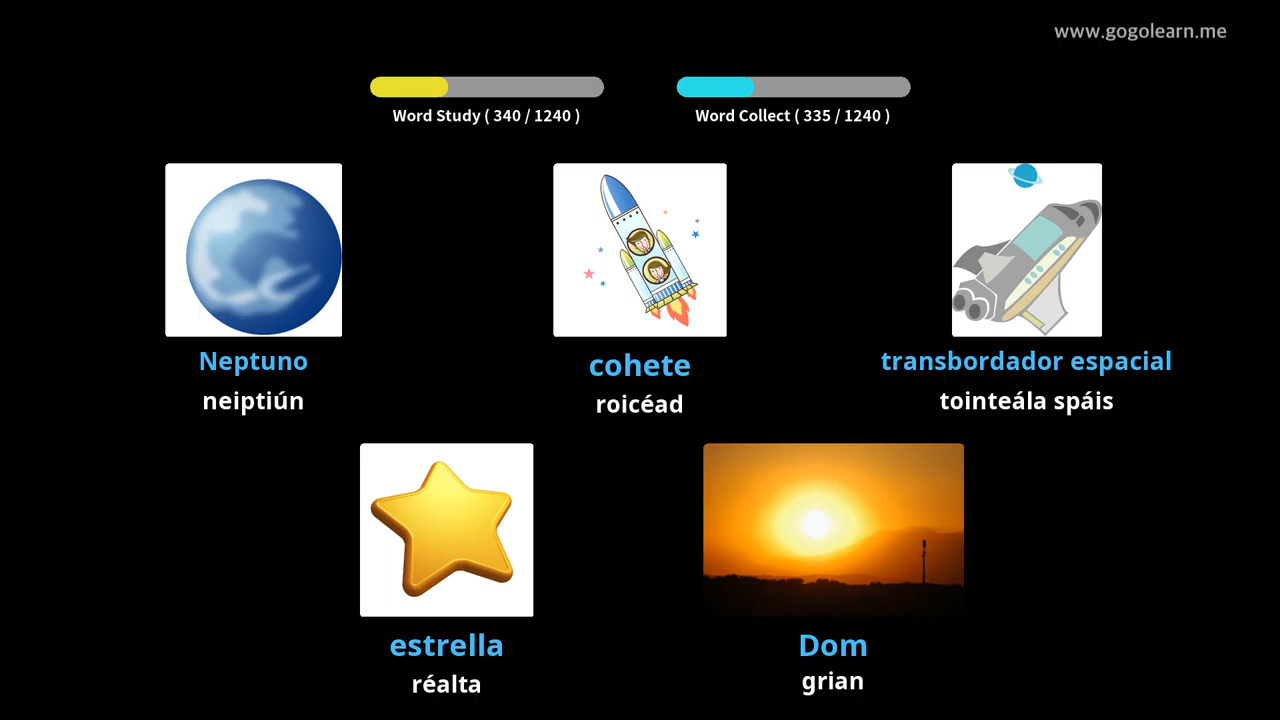 www.gogolearn.me
Word Study ( 340 / 1240 )
Word Collect ( 335 / 1240 )
Neptuno
neiptiún
cohete
roicéad
transbordador espacial
tointeála spáis
estrella
réalta
Dom
grian